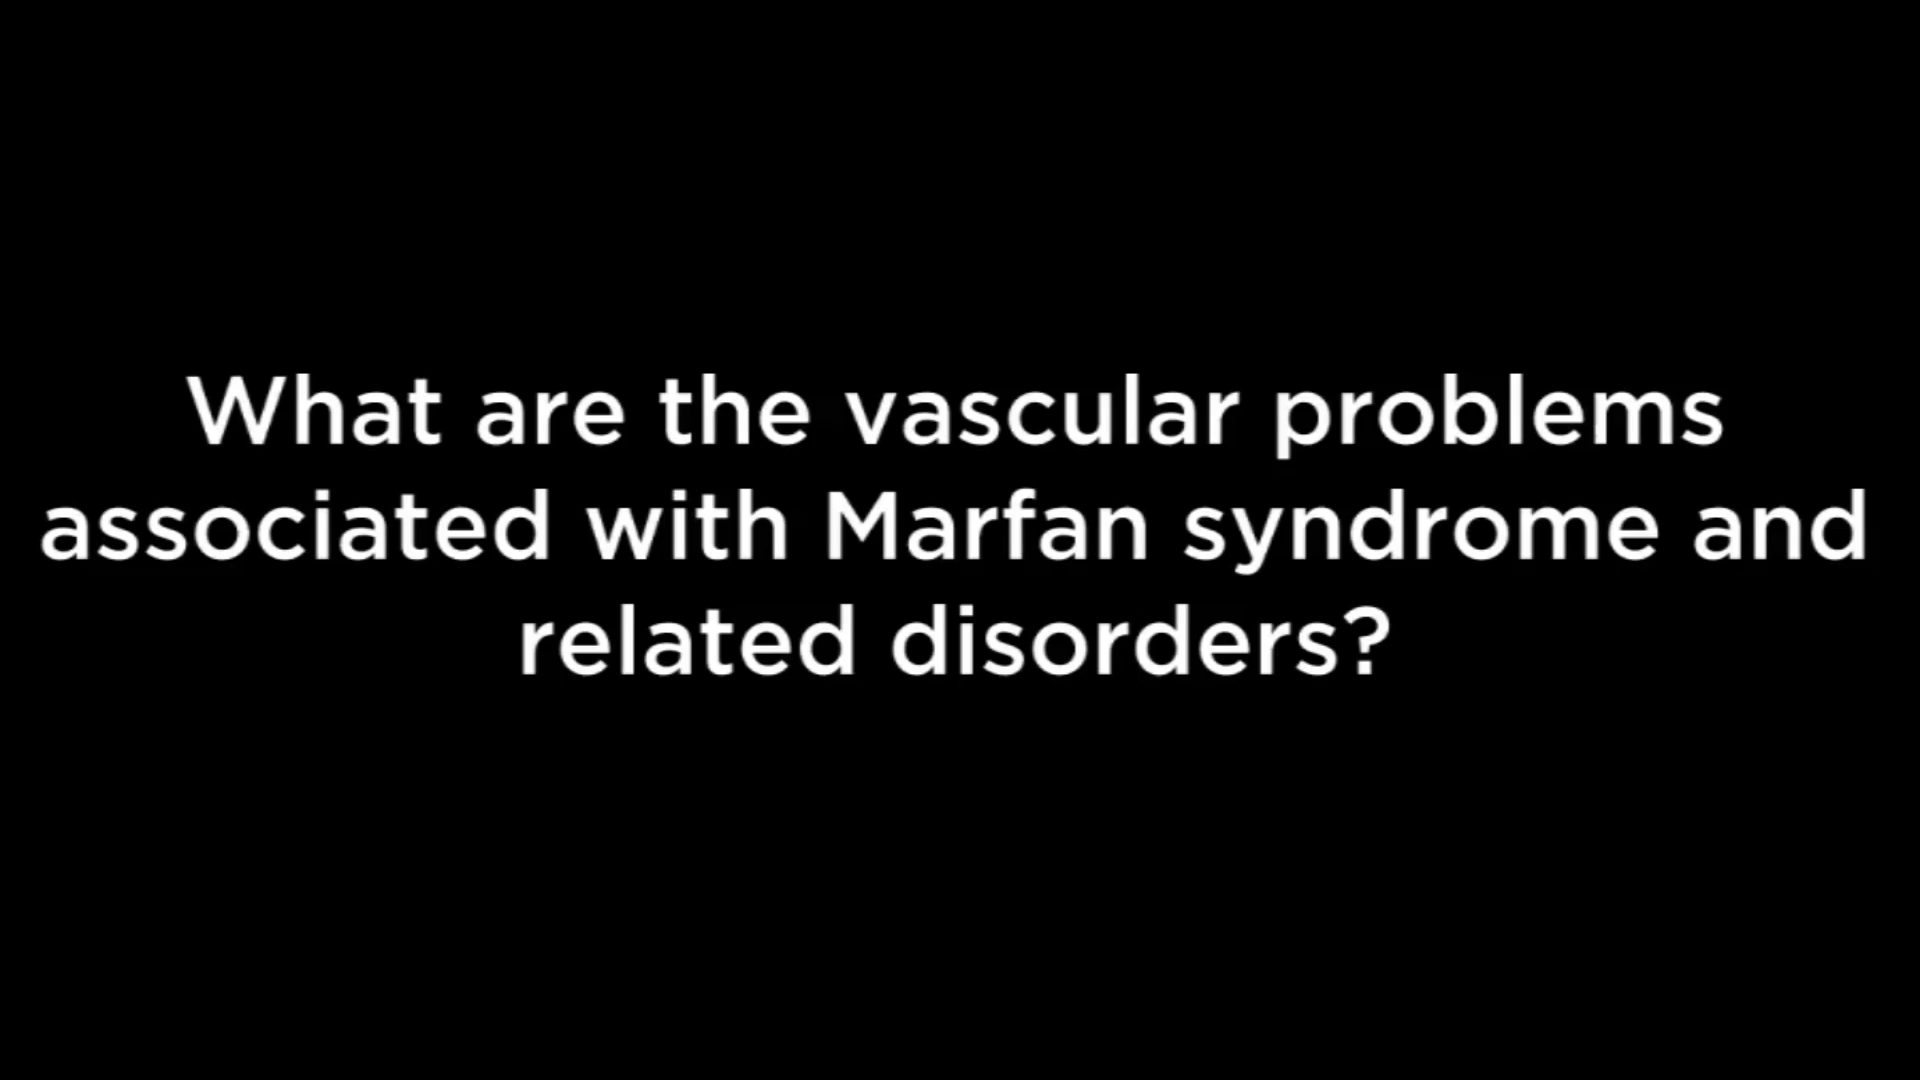 What are the vascular problems
associated with Marfan syndrome and
related disorders?